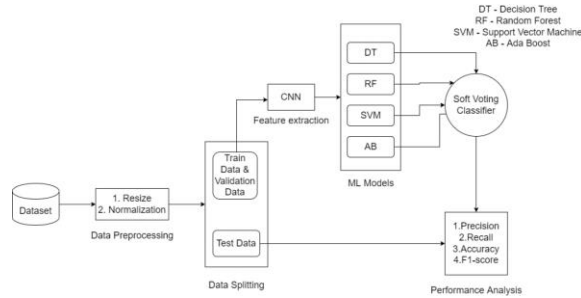 DT - Decision Tree
RF - Random Forest
SVM - Support Vector Machine
AB - Ada Boost
DT
RF
SVM
AB
ML Models
CNN
Feature extraction
Soft Voting
Classifier
Train
Data &
Validation
Data
Test Data
Data Splitting
Dataset
1. Resize
2. Normalization
Data Preprocessing
1.Precision
2.Recall
3.Accuracy
4.F1-score
Performance Analysis